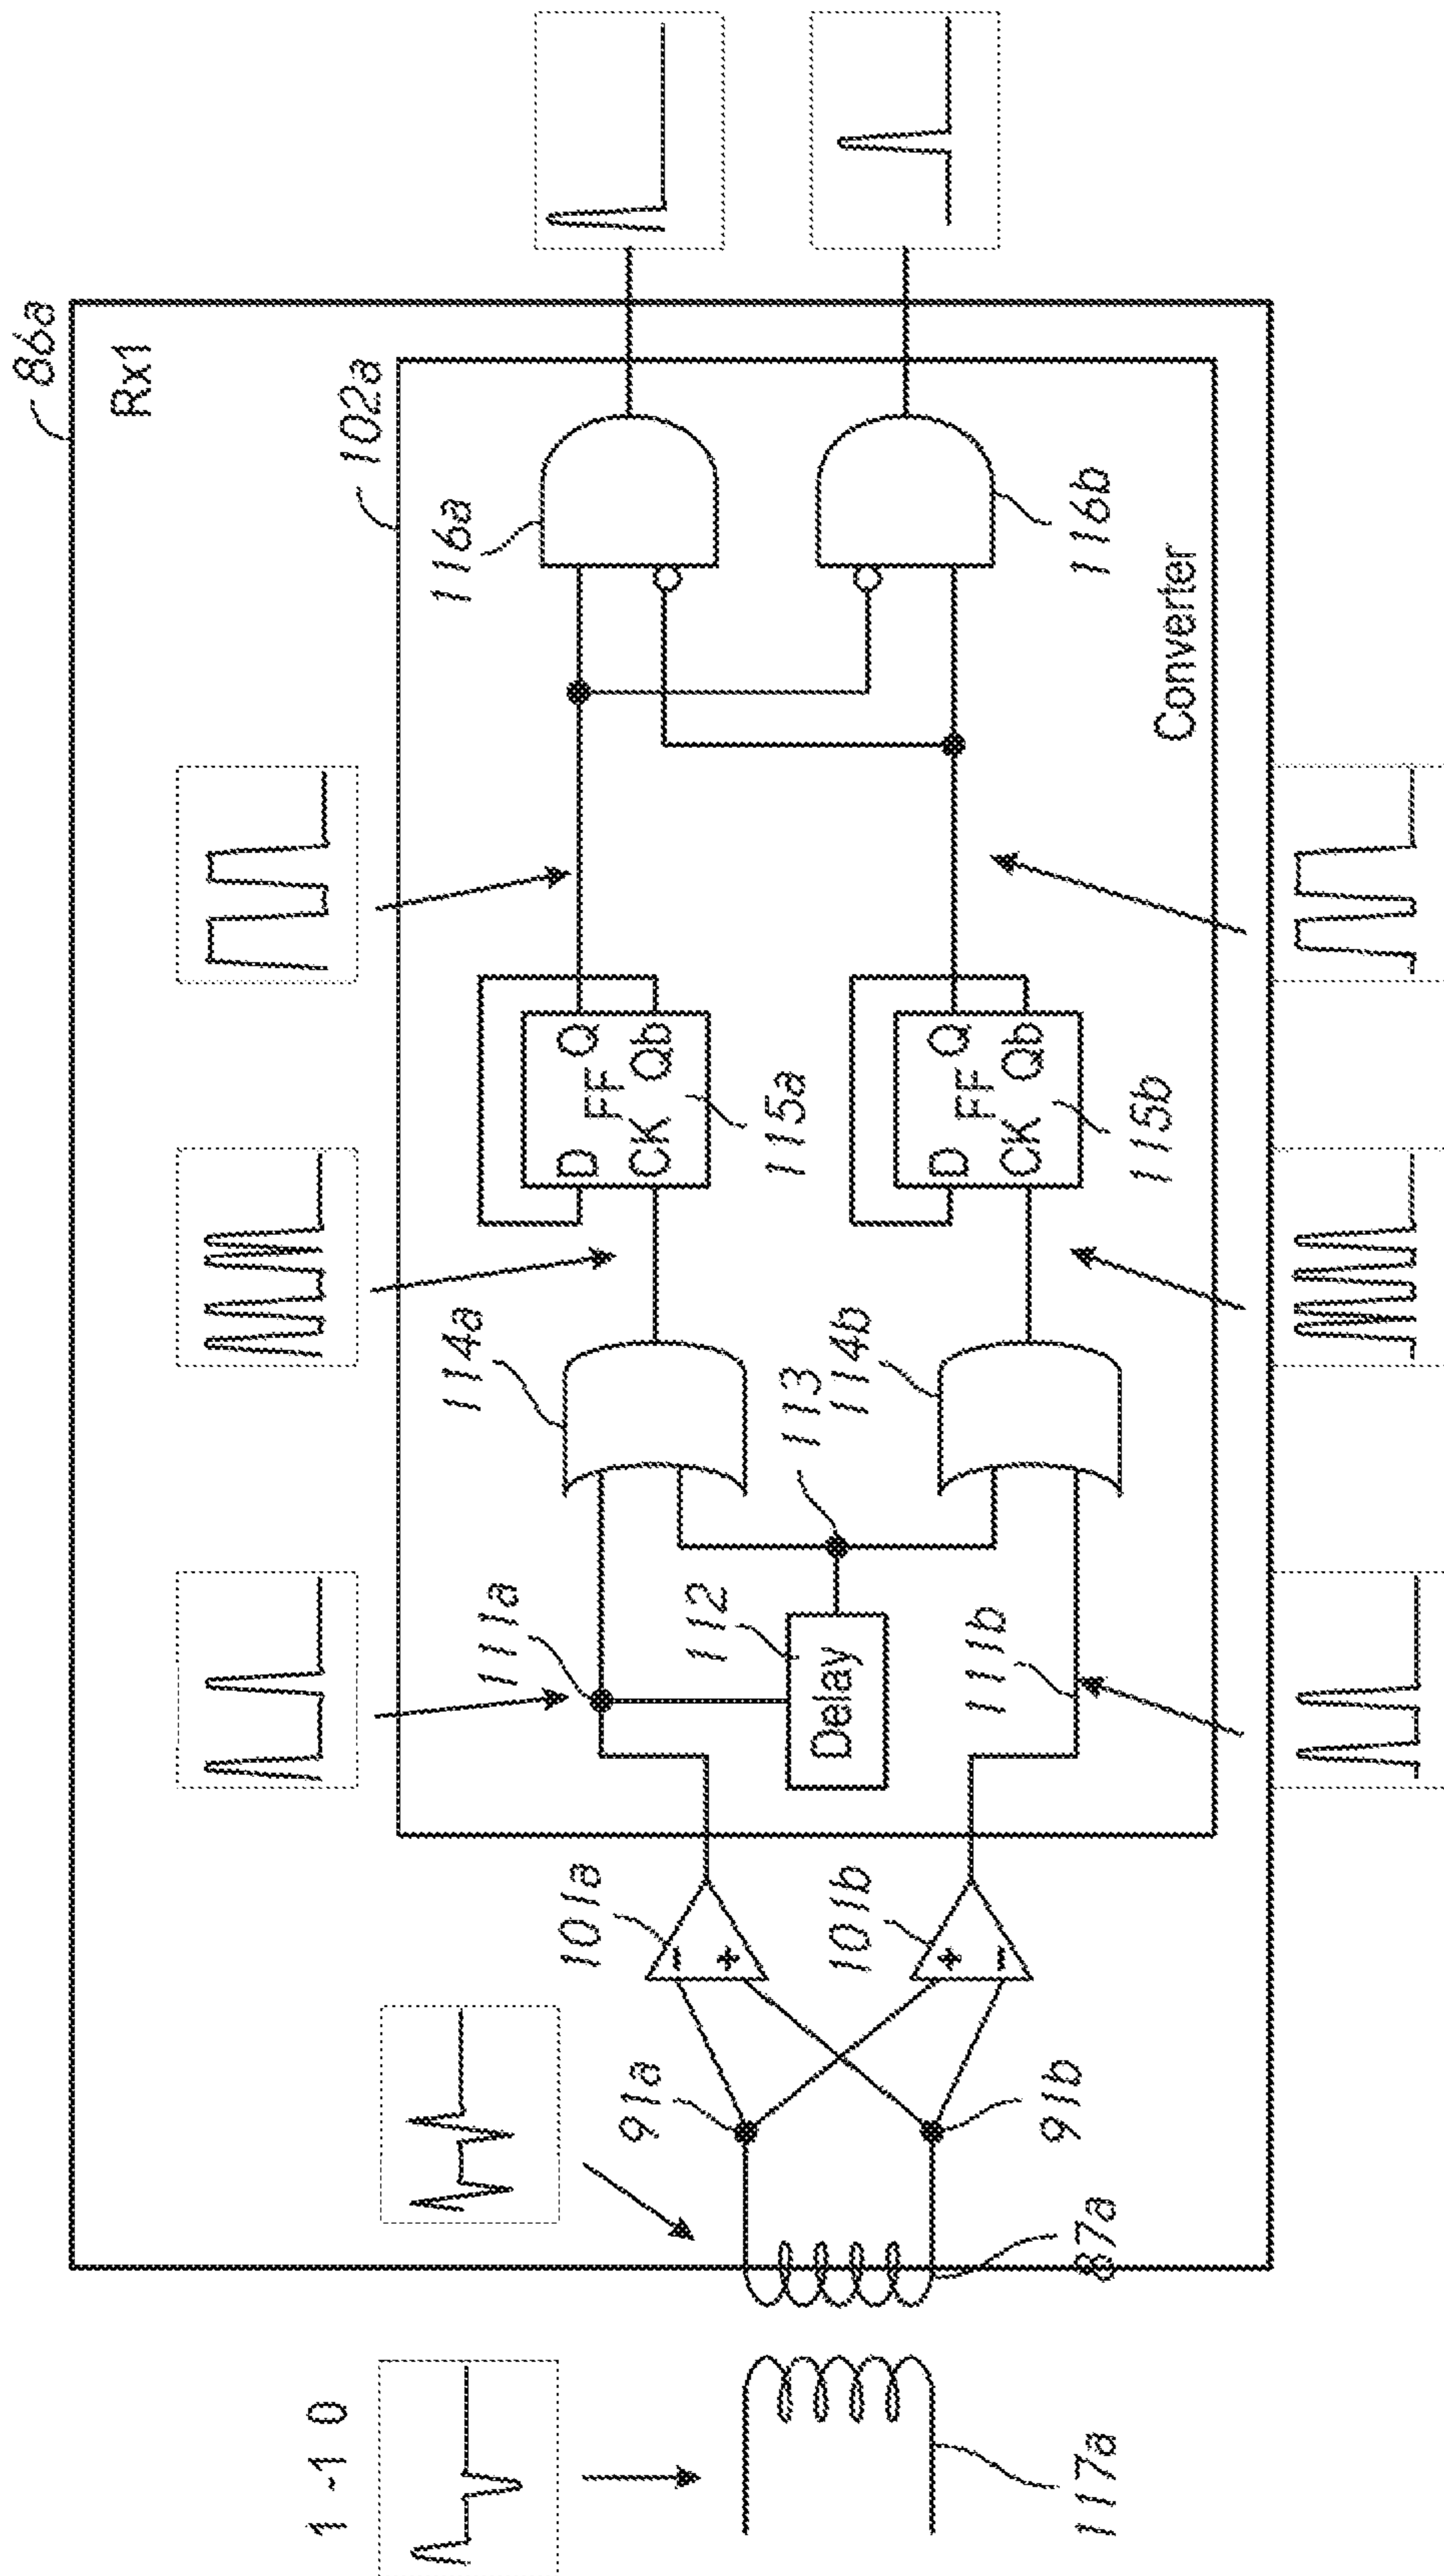 86a
Rx1
102a
116a
116b
Converter
D
Q
FF
CK
Qb
115a
D
Q
FF
CK
Qb
115b
114a
113
114b
111a
112
Delay
111b
101a
-
+
101b
+
-
91a
91b
87a
1 -1 0
117a